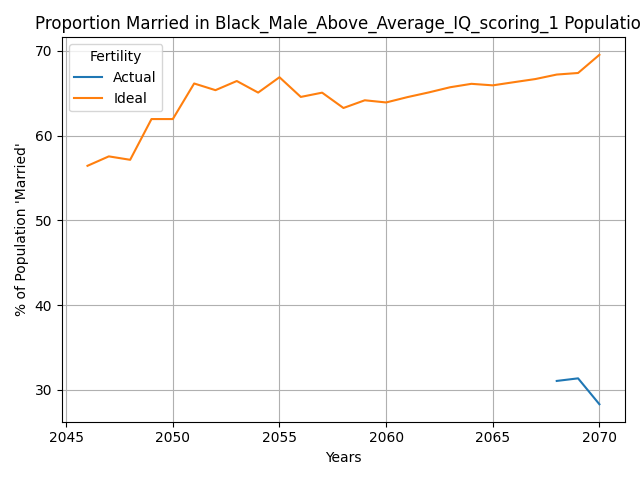 Proportion Married in Black_Male_Above_Average_IQ_scoring_1 Populatio
Fertility
Actual
Ideal
70
60
50
40
30
% of Population 'Married'
2045 2050 2055 2060 2065 2070
Years